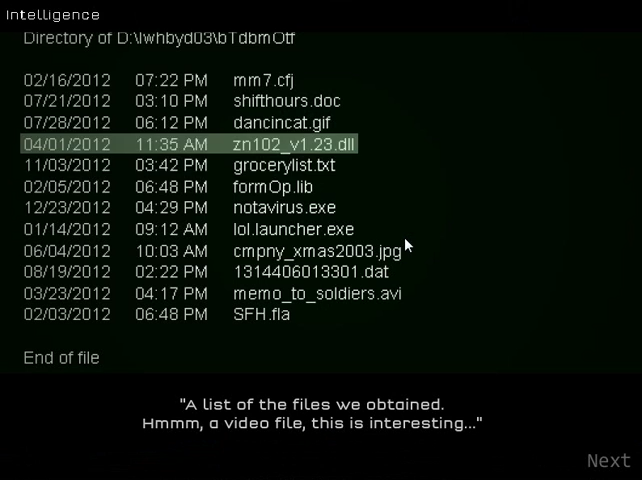 Intelligence
Directory of D:\lwhbyd03\bTdbmOtf
02/16/2012 07:22 PM mm7.cfj
07/21/2012 03:10 PM shifthours.doc
07/28/2012 06:12 PM dancincat.gif
04/01/2012 11:35 AM zn102_v1.23.dll
11/03/2012 03:42 PM grocerylist.txt
02/05/2012 06:48 PM formOp.lib
12/23/2012 04:29 PM notavirus.exe
01/14/2012 09:12 AM lol.launcher.exe
06/04/2012 10:03 AM cmpny_xmas2003.jpg
08/19/2012 02:22 PM 1314406013301.dat
03/23/2012 04:17 PM memo_to_soldiers.avi
02/03/2012 06:48 PM SFH.fla
End of file
"A list of the files we obtained.
Hmmm, a video file, this is interesting..."
Next